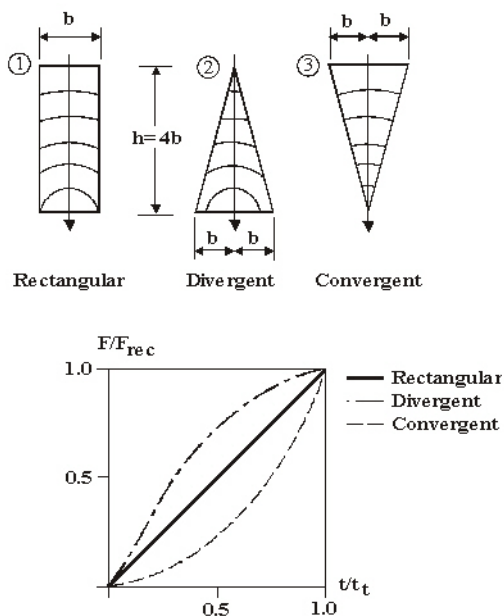 b
b b
1
2
3
h=4b
b b
Rectangular
Divergent
Convergent
F/F_rec
1.0
Rectangular
Divergent
Convergent
0.5
t/t_t
0.5
1.0